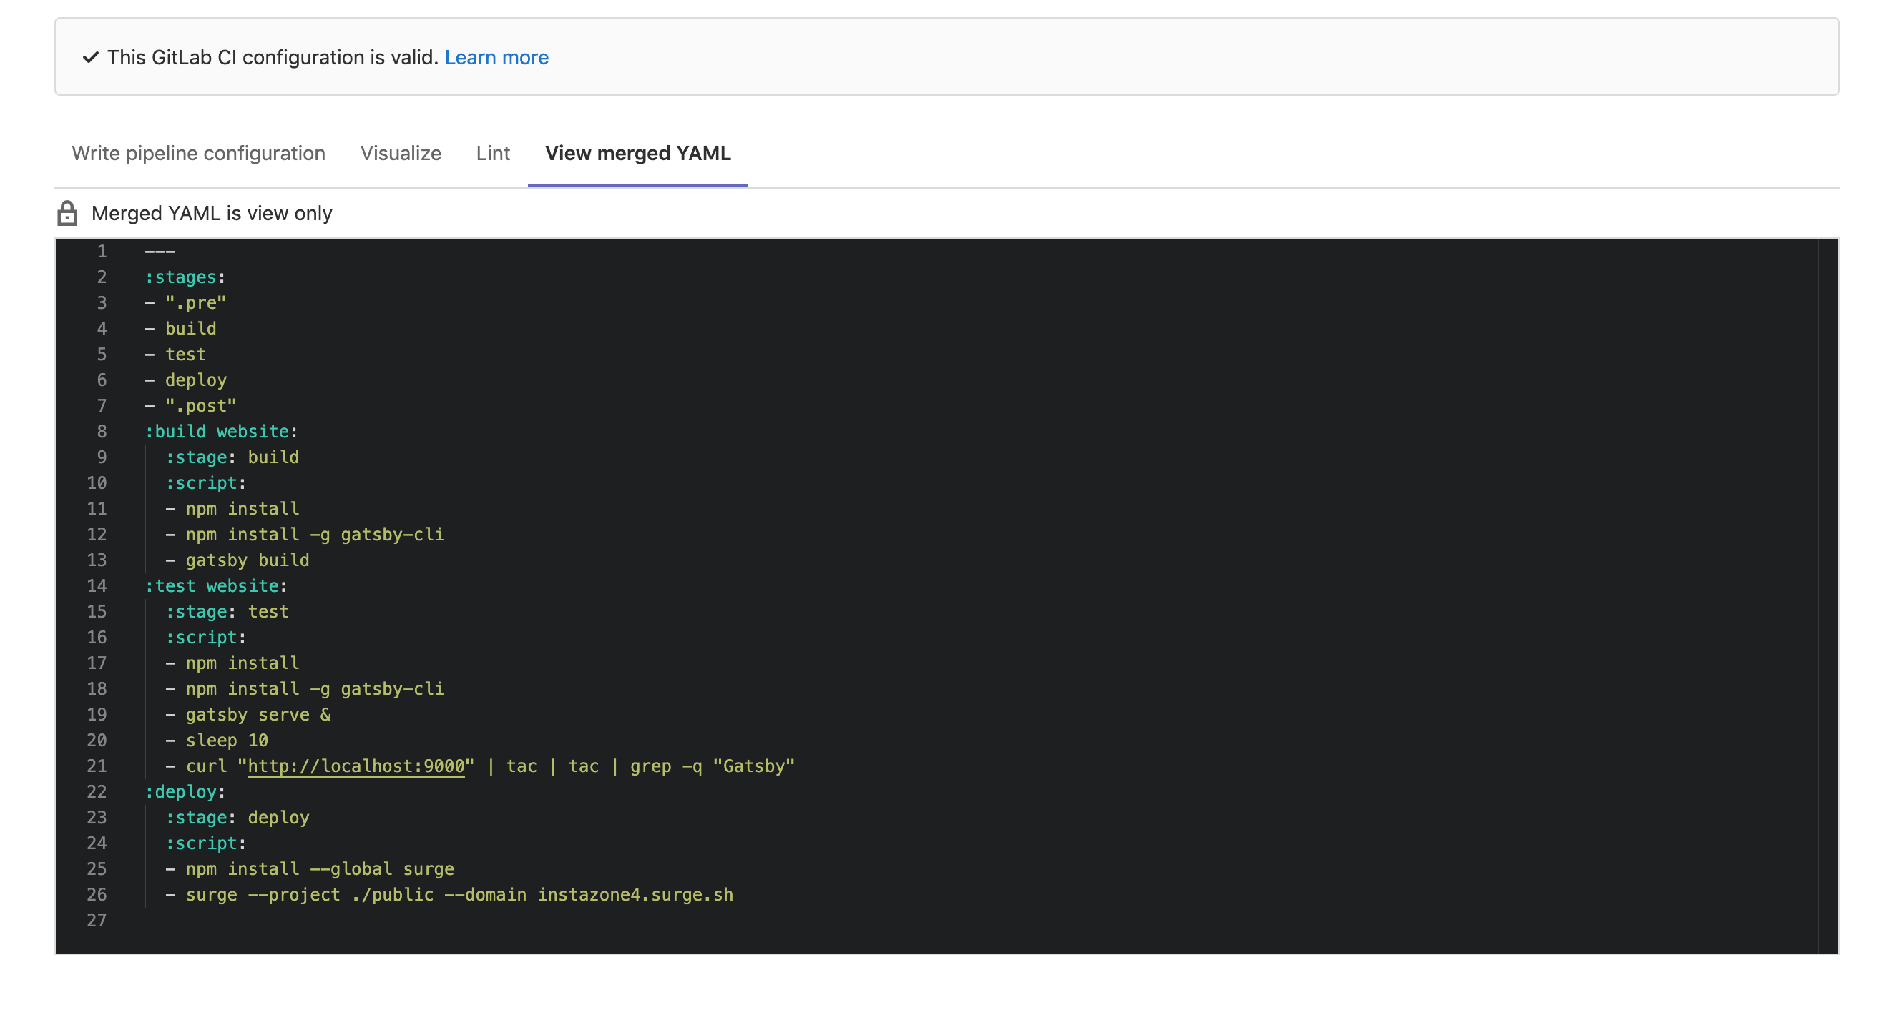 ✓ This GitLab CI configuration is valid. Learn more
Write pipeline configuration Visualize Lint View merged YAML
Merged YAML is view only
1 ---
2 :stages:
3 - ".pre"
4 - build
5 - test
6 - deploy
7 - ".post"
8 :build website:
9   :stage: build
10   :script:
11   - npm install
12   - npm install -g gatsby-cli
13   - gatsby build
14 :test website:
15   :stage: test
16   :script:
17   - npm install
18   - npm install -g gatsby-cli
19   - gatsby serve &
20   - sleep 10
21   - curl "http://localhost:9000" | tac | tac | grep -q "Gatsby"
22 :deploy:
23   :stage: deploy
24   :script:
25   - npm install --global surge
26   - surge --project ./public --domain instazone4.surge.sh
27